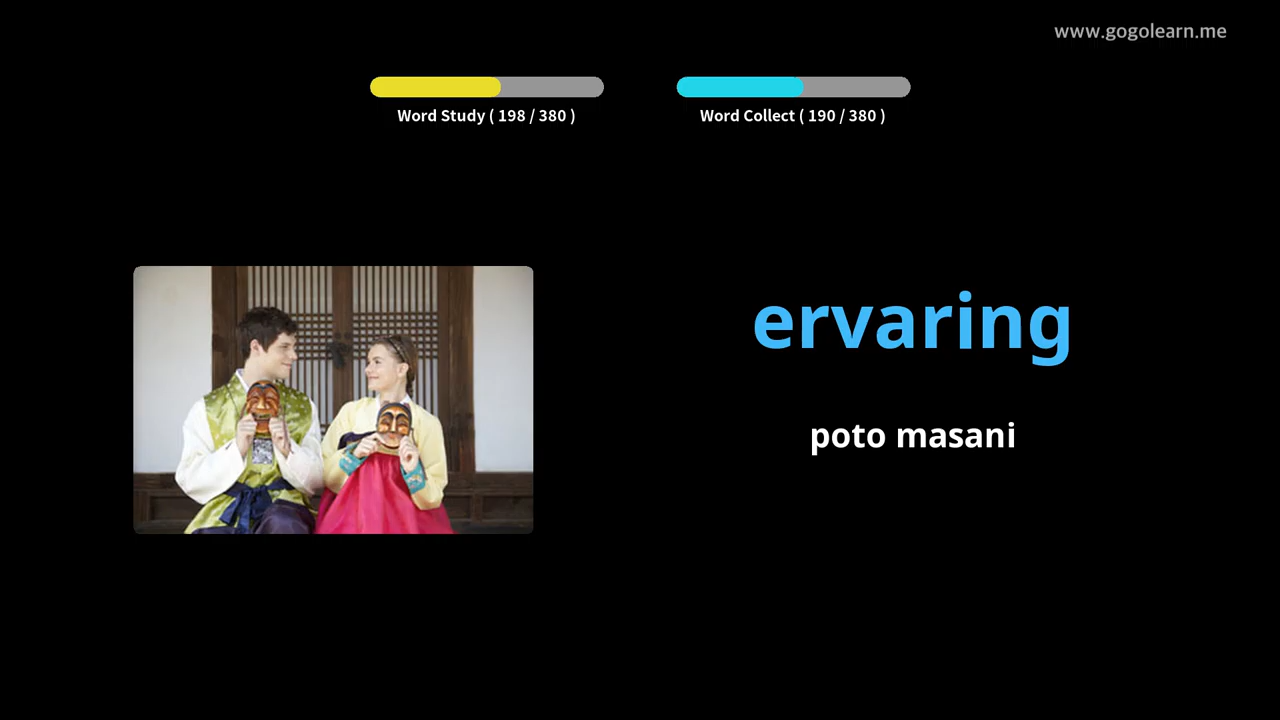 www.gogolearn.me
Word Study ( 198 / 380 )
Word Collect ( 190 / 380 )
ervaring
poto masani